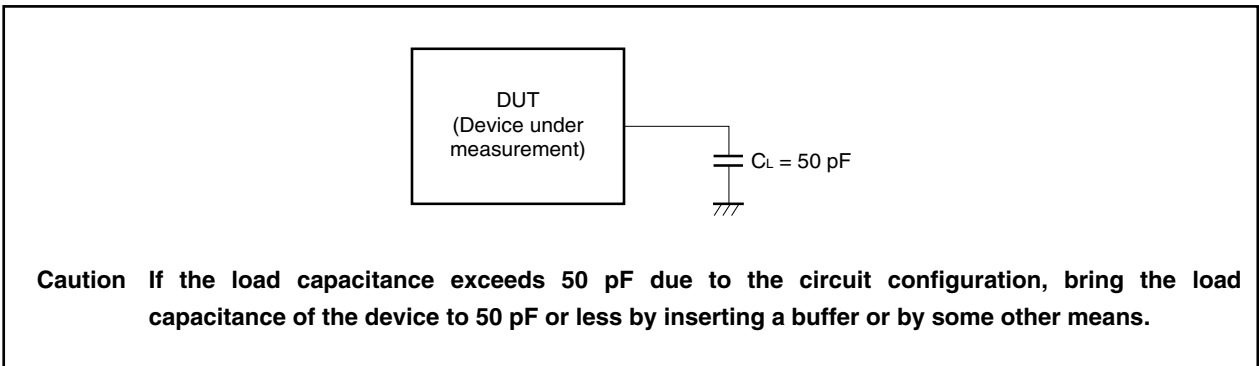 DUT
(Device under
measurement)
CL = 50 pF
Caution If the load capacitance exceeds 50 pF due to the circuit configuration, bring the load
capacitance of the device to 50 pF or less by inserting a buffer or by some other means.